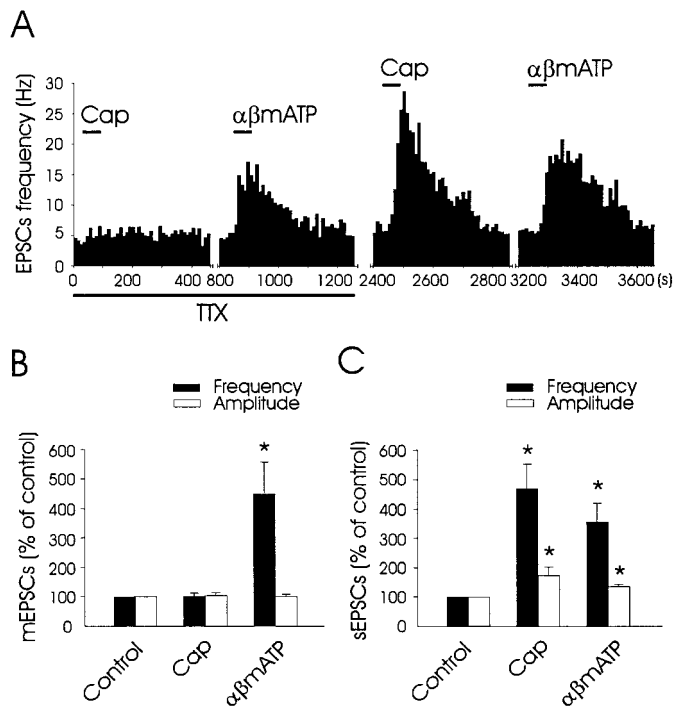 A
EPSCs frequency (Hz)
30
25
20
15
10
5
0
Cap
αβmATP
Cap
αβmATP
0 200 400 800 1000 1200 2400 2600 2800 3200 3400 3600 (s)
TTX
B
Frequency
Amplitude
mEPSCs (% of control)
600
500
400
300
200
100
0
*
Control
Cap
αβmATP
C
Frequency
Amplitude
sEPSCs (% of control)
600
500
400
300
200
100
0
*
*
*
*
Control
Cap
αβmATP